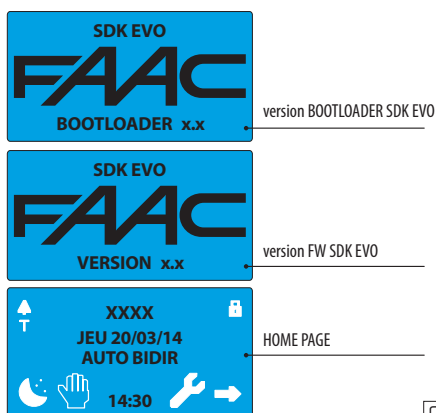 SDK EVO
FAAC
BOOTLOADER x.x
version BOOTLOADER SDK EVO
SDK EVO
FAAC
VERSION x.x
version FW SDK EVO
T
XXXX
JEU 20/03/14
AUTO BIDIR
HOME PAGE
14:30